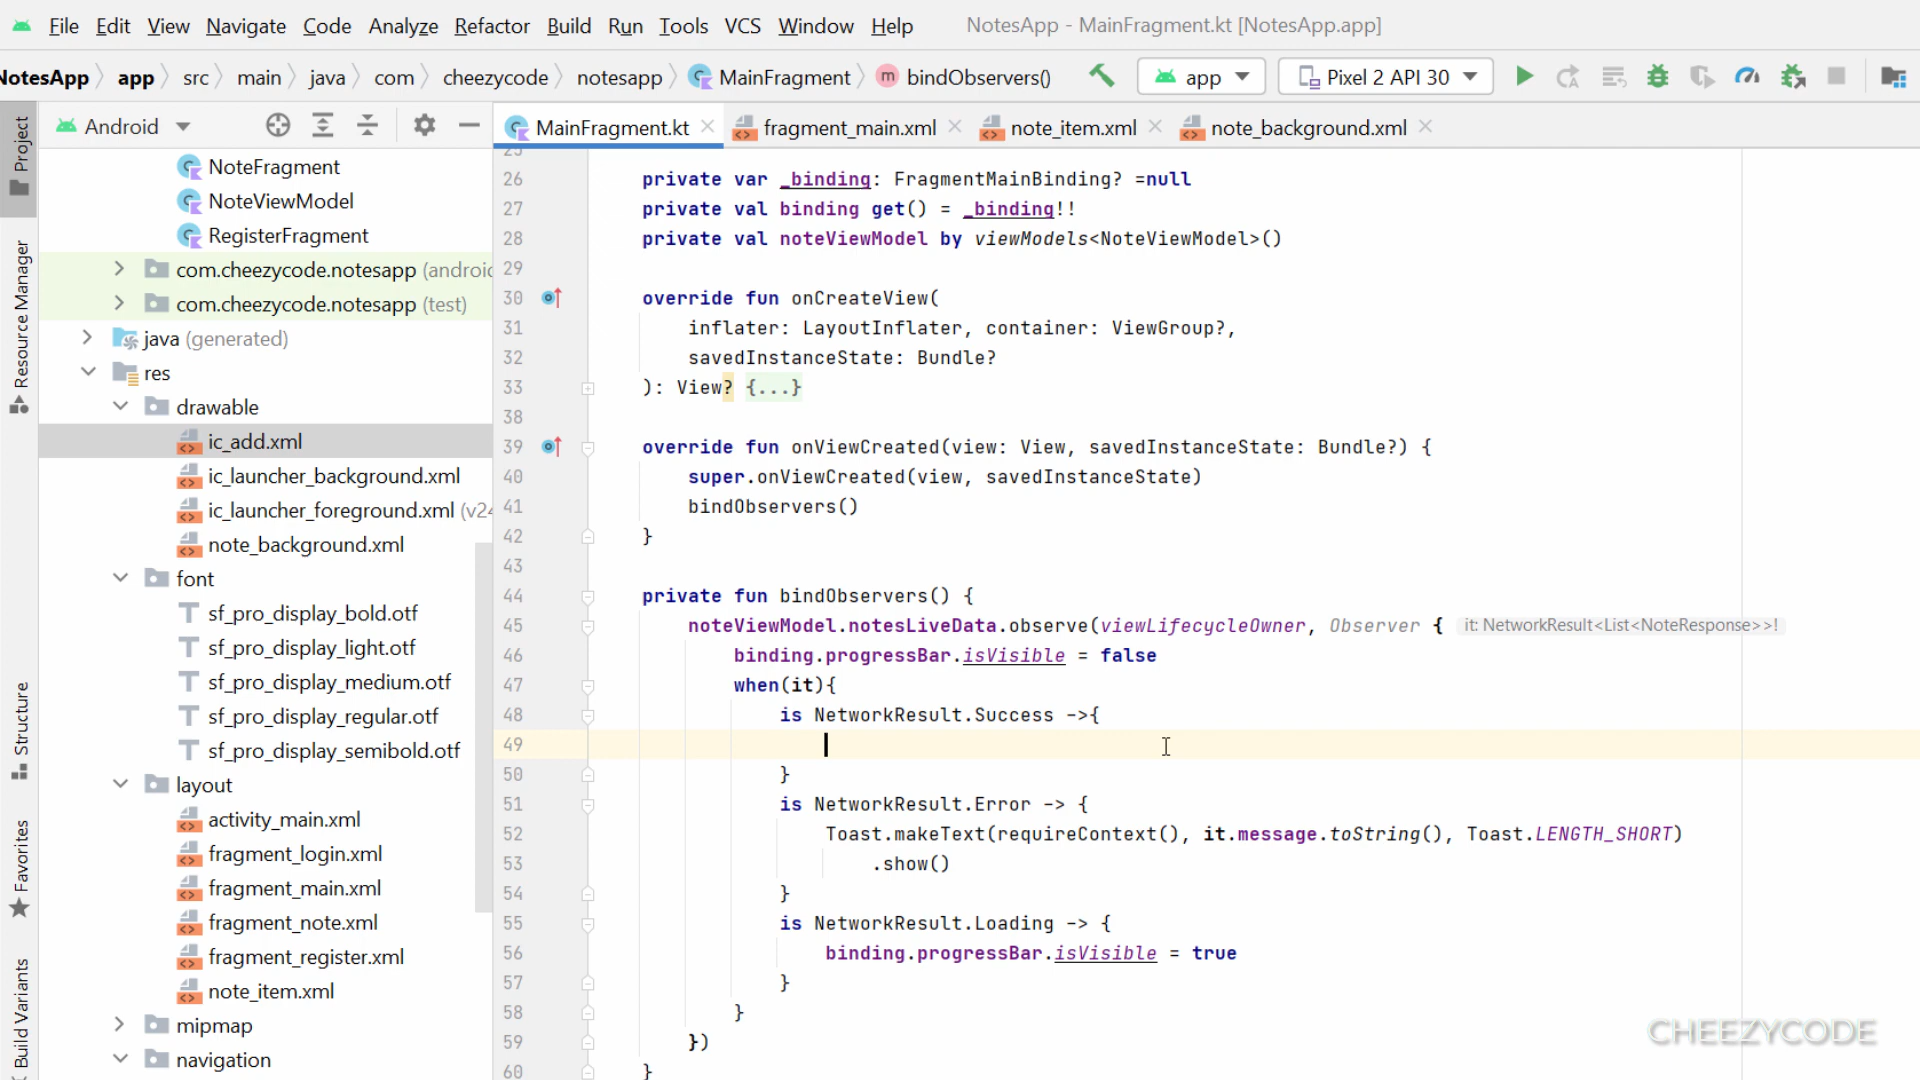 File Edit View Navigate Code Analyze Refactor Build Run Tools VCS Window Help NotesApp - MainFragment.kt [NotesApp.app]
NotesApp app src main java com cheezycode notesapp MainFragment bindObservers() app Pixel 2 API 30
Project
Resource Manager
Structure
Favorites
Build Variants
Android
NoteFragment
NoteViewModel
RegisterFragment
com.cheezycode.notesapp (android
com.cheezycode.notesapp (test)
java (generated)
res
drawable
ic_add.xml
ic_launcher_background.xml
ic_launcher_foreground.xml (v24
note_background.xml
font
sf_pro_display_bold.otf
sf_pro_display_light.otf
sf_pro_display_medium.otf
sf_pro_display_regular.otf
sf_pro_display_semibold.otf
layout
activity_main.xml
fragment_login.xml
fragment_main.xml
fragment_note.xml
fragment_register.xml
note_item.xml
mipmap
navigation
MainFragment.kt fragment_main.xml note_item.xml note_background.xml
25
26 private var _binding: FragmentMainBinding? =null
27 private val binding get() = _binding!!
28 private val noteViewModel by viewModels<NoteViewModel>()
29
30 override fun onCreateView(
31 inflater: LayoutInflater, container: ViewGroup?,
32 savedInstanceState: Bundle?
33 ): View? {...}
38
39 override fun onViewCreated(view: View, savedInstanceState: Bundle?) {
40 super.onViewCreated(view, savedInstanceState)
41 bindObservers()
42 }
43
44 private fun bindObservers() {
45 noteViewModel.notesLiveData.observe(viewLifecycleOwner, Observer { it: NetworkResult<List<NoteResponse>>!
46 binding.progressBar.isVisible = false
47 when(it){
48 is NetworkResult.Success ->{
49
50 }
51 is NetworkResult.Error -> {
52 Toast.makeText(requireContext(), it.message.toString(), Toast.LENGTH_SHORT)
53 .show()
54 }
55 is NetworkResult.Loading -> {
56 binding.progressBar.isVisible = true
57 }
58 }
59 })
60 }
CHEEZYCODE